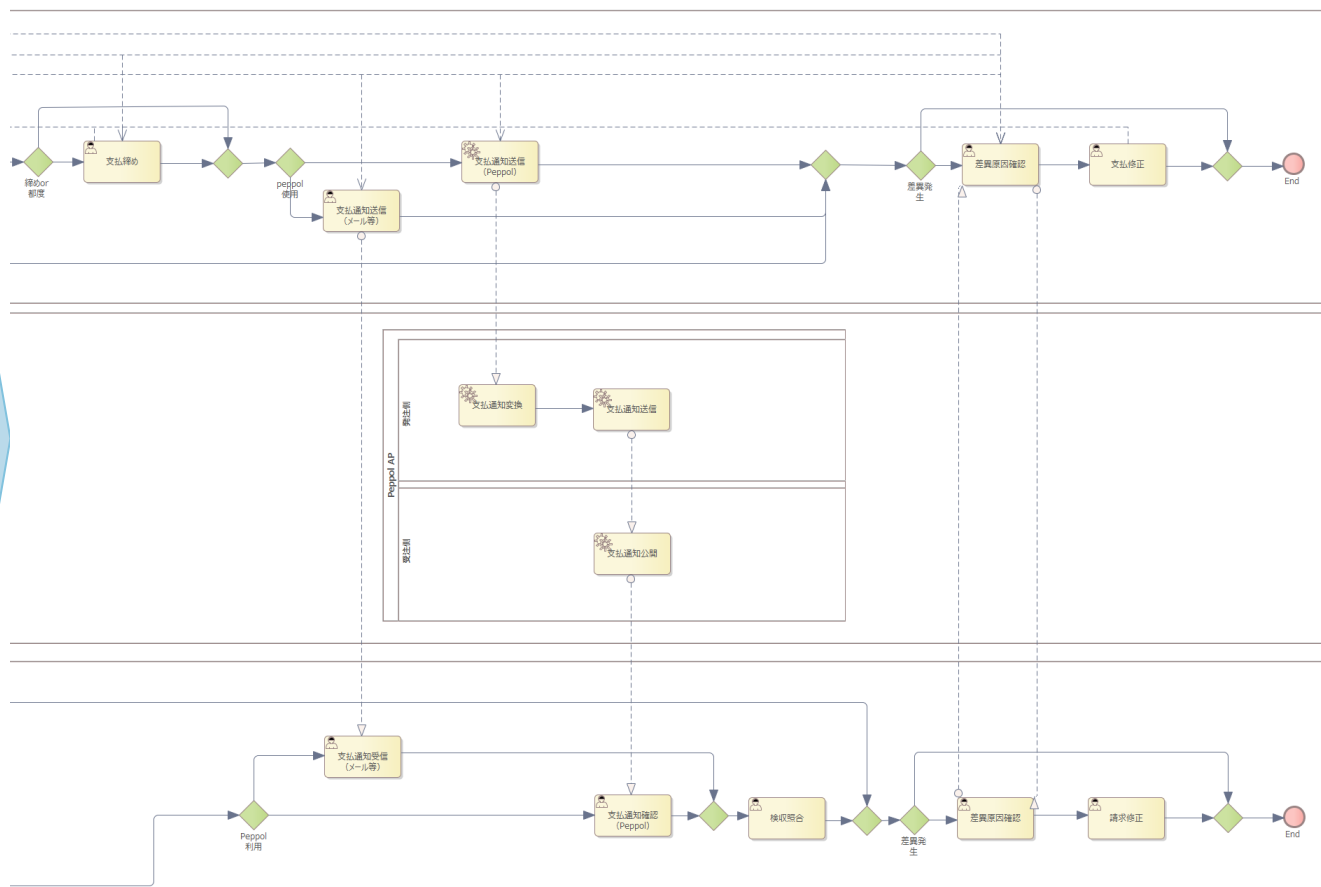 締めor
都度
支払締め
peppol
使用
支払通知送信
（Peppol）
支払通知送信
（メール等）
差異発
生
差異原因確認
支払修正
End
Peppol AP
発注側
支払通知変換
支払通知送信
受注側
支払通知公開
Peppol
利用
支払通知受信
（メール等）
支払通知確認
（Peppol）
検収照合
差異発
生
差異原因確認
請求修正
End